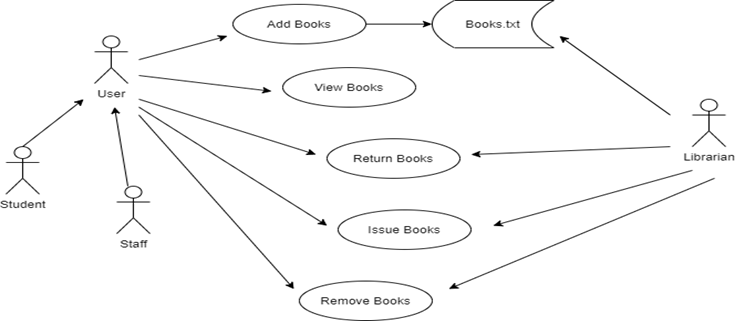 Add Books
Books.txt
User
View Books
Librarian
Return Books
Student
Staff
Issue Books
Remove Books